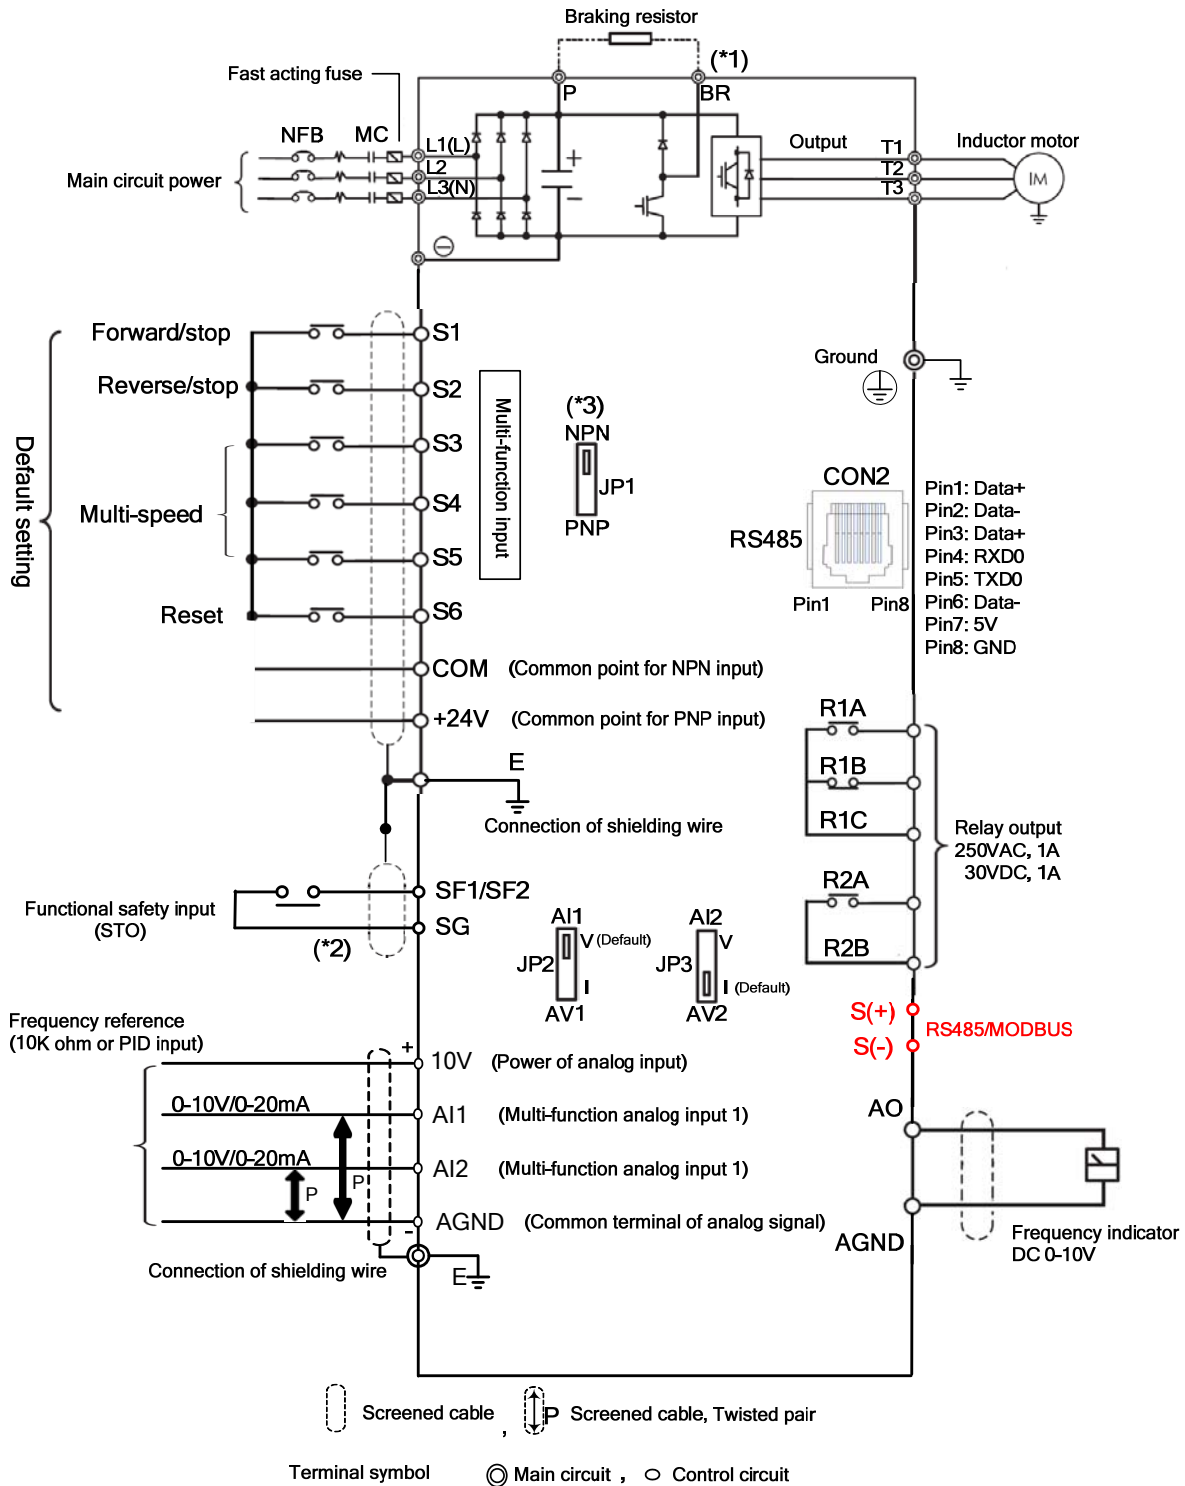 Braking resistor
(*1)
Fast acting fuse
P
BR
NFB
MC
L1(L)
L2
L3(N)
Main circuit power
+
−
Output
T1
T2
T3
Inductor motor
IM
⊖
Default setting
Forward/stop
S1
Reverse/stop
S2
S3
Multi-speed
S4
S5
Reset
S6
Multi-function input
COM (Common point for NPN input)
+24V (Common point for PNP input)
(*3)
NPN
JP1
PNP
Ground
CON2
RS485
Pin1
Pin8
Pin1: Data+
Pin2: Data-
Pin3: Data+
Pin4: RXD0
Pin5: TXD0
Pin6: Data-
Pin7: 5V
Pin8: GND
E
Connection of shielding wire
R1A
R1B
R1C
R2A
R2B
Relay output
250VAC, 1A
30VDC, 1A
Functional safety input
(STO)
(*2)
SF1/SF2
SG
AI1
V (Default)
JP2
I
AV1
AI2
V
JP3
I (Default)
AV2
S(+)
S(-)
RS485/MODBUS
Frequency reference
(10K ohm or PID input)
+
10V (Power of analog input)
0-10V/0-20mA
AI1 (Multi-function analog input 1)
0-10V/0-20mA
AI2 (Multi-function analog input 1)
P
P
AGND (Common terminal of analog signal)
-
Connection of shielding wire
E
AO
AGND
Frequency indicator
DC 0-10V
Screened cable
,
P Screened cable, Twisted pair
Terminal symbol
Main circuit ,
Control circuit